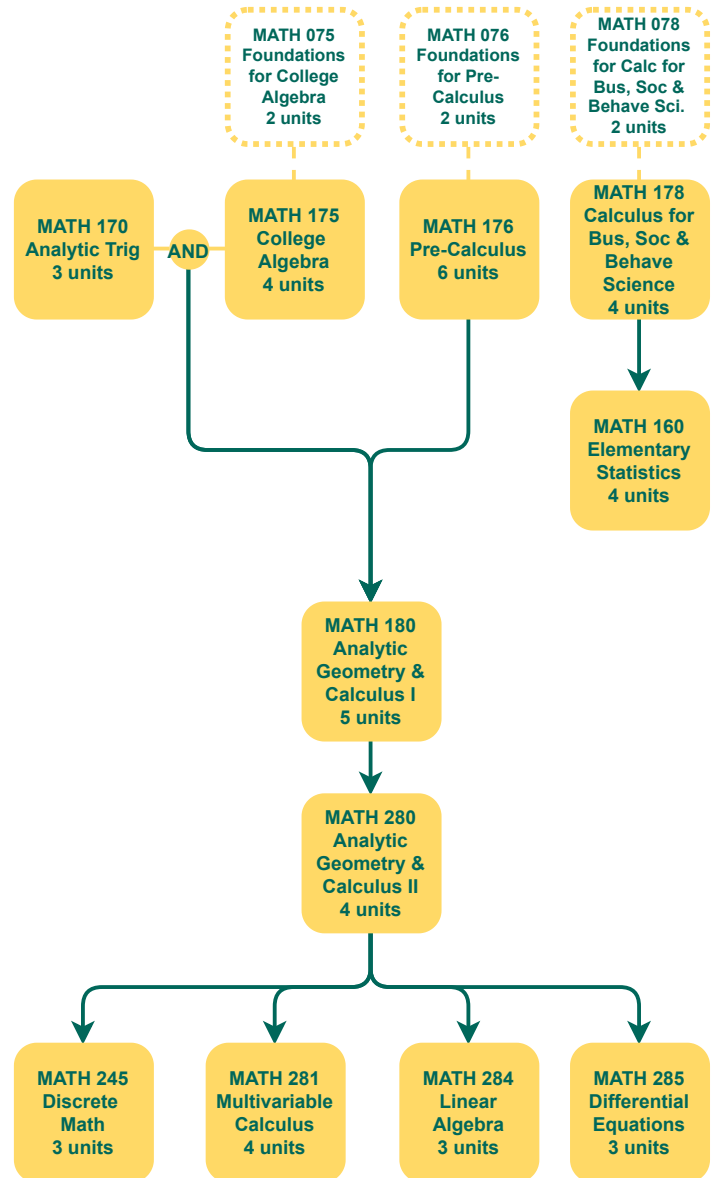 MATH 075
Foundations
for College
Algebra
2 units
MATH 076
Foundations
for Pre-
Calculus
2 units
MATH 078
Foundations
for Calc for
Bus, Soc &
Behave Sci.
2 units
MATH 170
Analytic Trig
3 units
AND
MATH 175
College
Algebra
4 units
MATH 176
Pre-Calculus
6 units
MATH 178
Calculus for
Bus, Soc &
Behave
Science
4 units
MATH 160
Elementary
Statistics
4 units
MATH 180
Analytic
Geometry &
Calculus I
5 units
MATH 280
Analytic
Geometry &
Calculus II
4 units
MATH 245
Discrete
Math
3 units
MATH 281
Multivariable
Calculus
4 units
MATH 284
Linear
Algebra
3 units
MATH 285
Differential
Equations
3 units